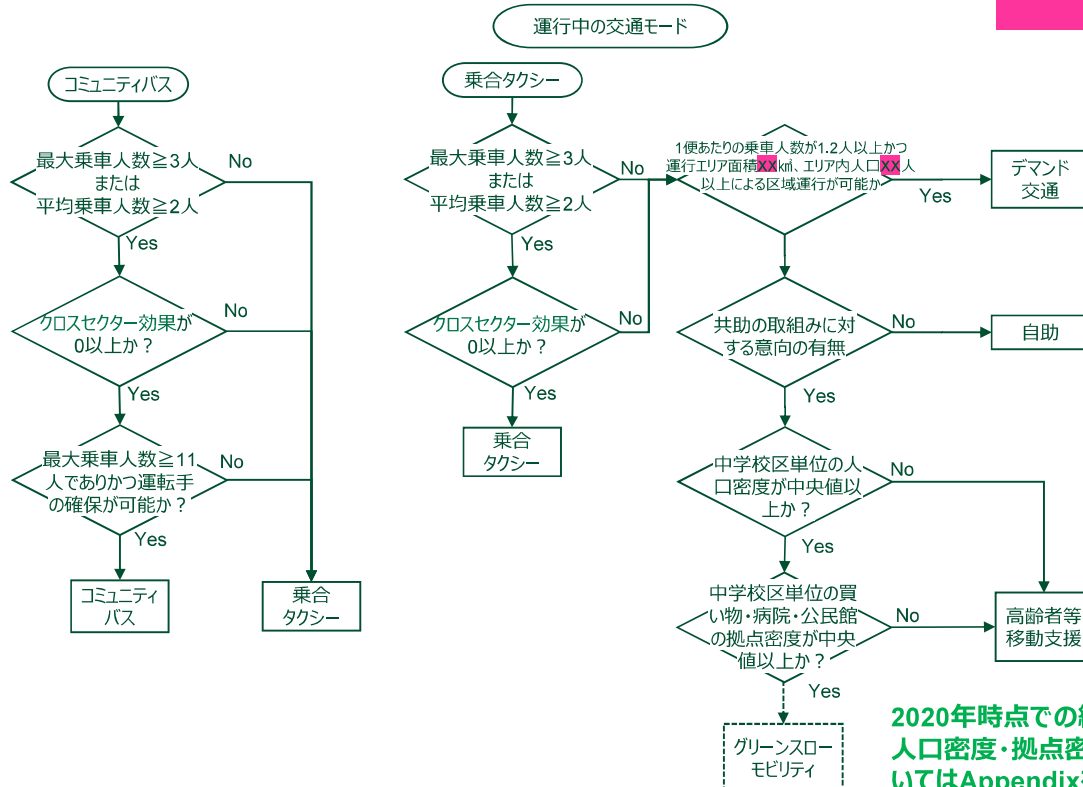 運行中の交通モード
コミュニティバス
最大乗車人数≧3人
または
平均乗車人数≧2人
No
Yes
クロスセクター効果が
0以上か？
No
Yes
最大乗車人数≧11
人でありかつ運転手
の確保が可能か？
No
Yes
コミュニティ
バス
乗合
タクシー
乗合タクシー
最大乗車人数≧3人
または
平均乗車人数≧2人
No
Yes
クロスセクター効果が
0以上か？
No
Yes
乗合
タクシー
1便あたりの乗車人数が1.2人以上かつ
運行エリア面積XX㎢、エリア内人口XX人
以上による区域運行が可能か
Yes
デマンド
交通
共助の取組みに対
する意向の有無
No
自助
Yes
中学校区単位の人
口密度が中央値以
上か？
No
Yes
中学校区単位の買
い物・病院・公民館
の拠点密度が中央
値以上か？
No
高齢者等
移動支援
Yes
グリーンスロー
モビリティ
2020年時点での
人口密度・拠点密
いてはAppendix